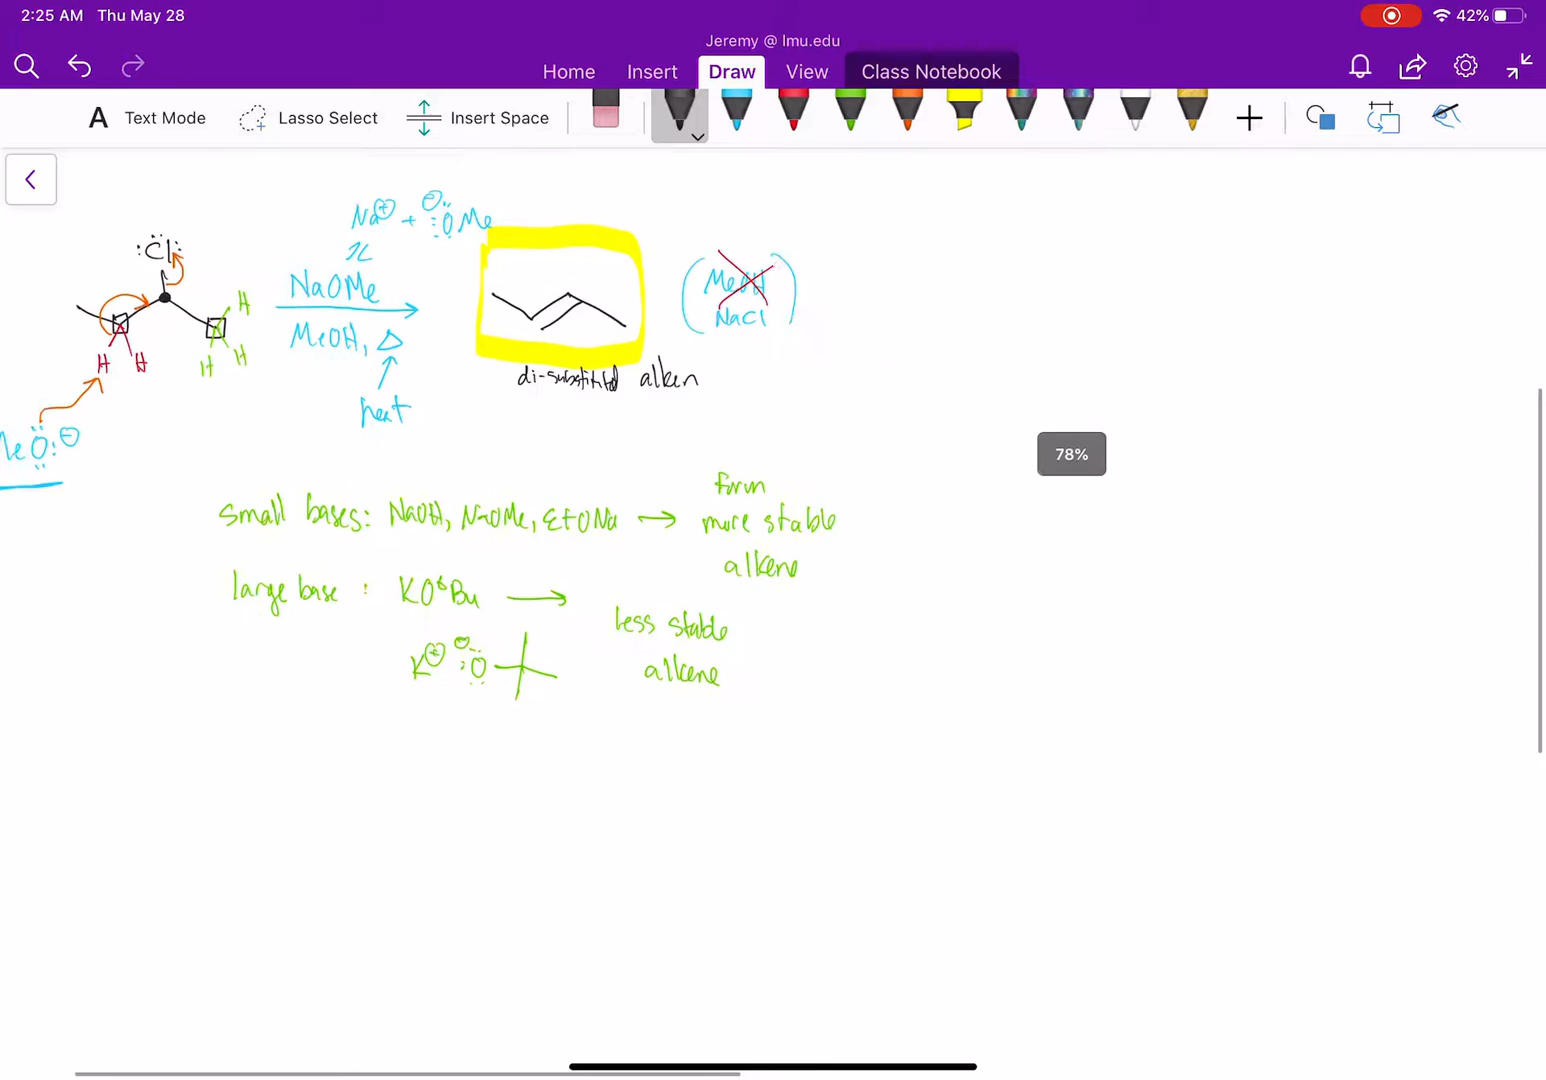 2:25 AM Thu May 28
42%
Jeremy @ lmu.edu
Home Insert Draw View Class Notebook
A Text Mode Lasso Select Insert Space
Na⊕ + ⊖:ÖMe
:Cl:
NaOMe
MeOH, Δ
heat
H
H H
H H
MeOH
NaCl
di-substituted alken
MeO:⊖
78%
small bases: NaOH, NaOMe, EtONa → form
more stable
alkene
large base : KOᵗBu →
less stable
alkene
K⊕ ⊖:O